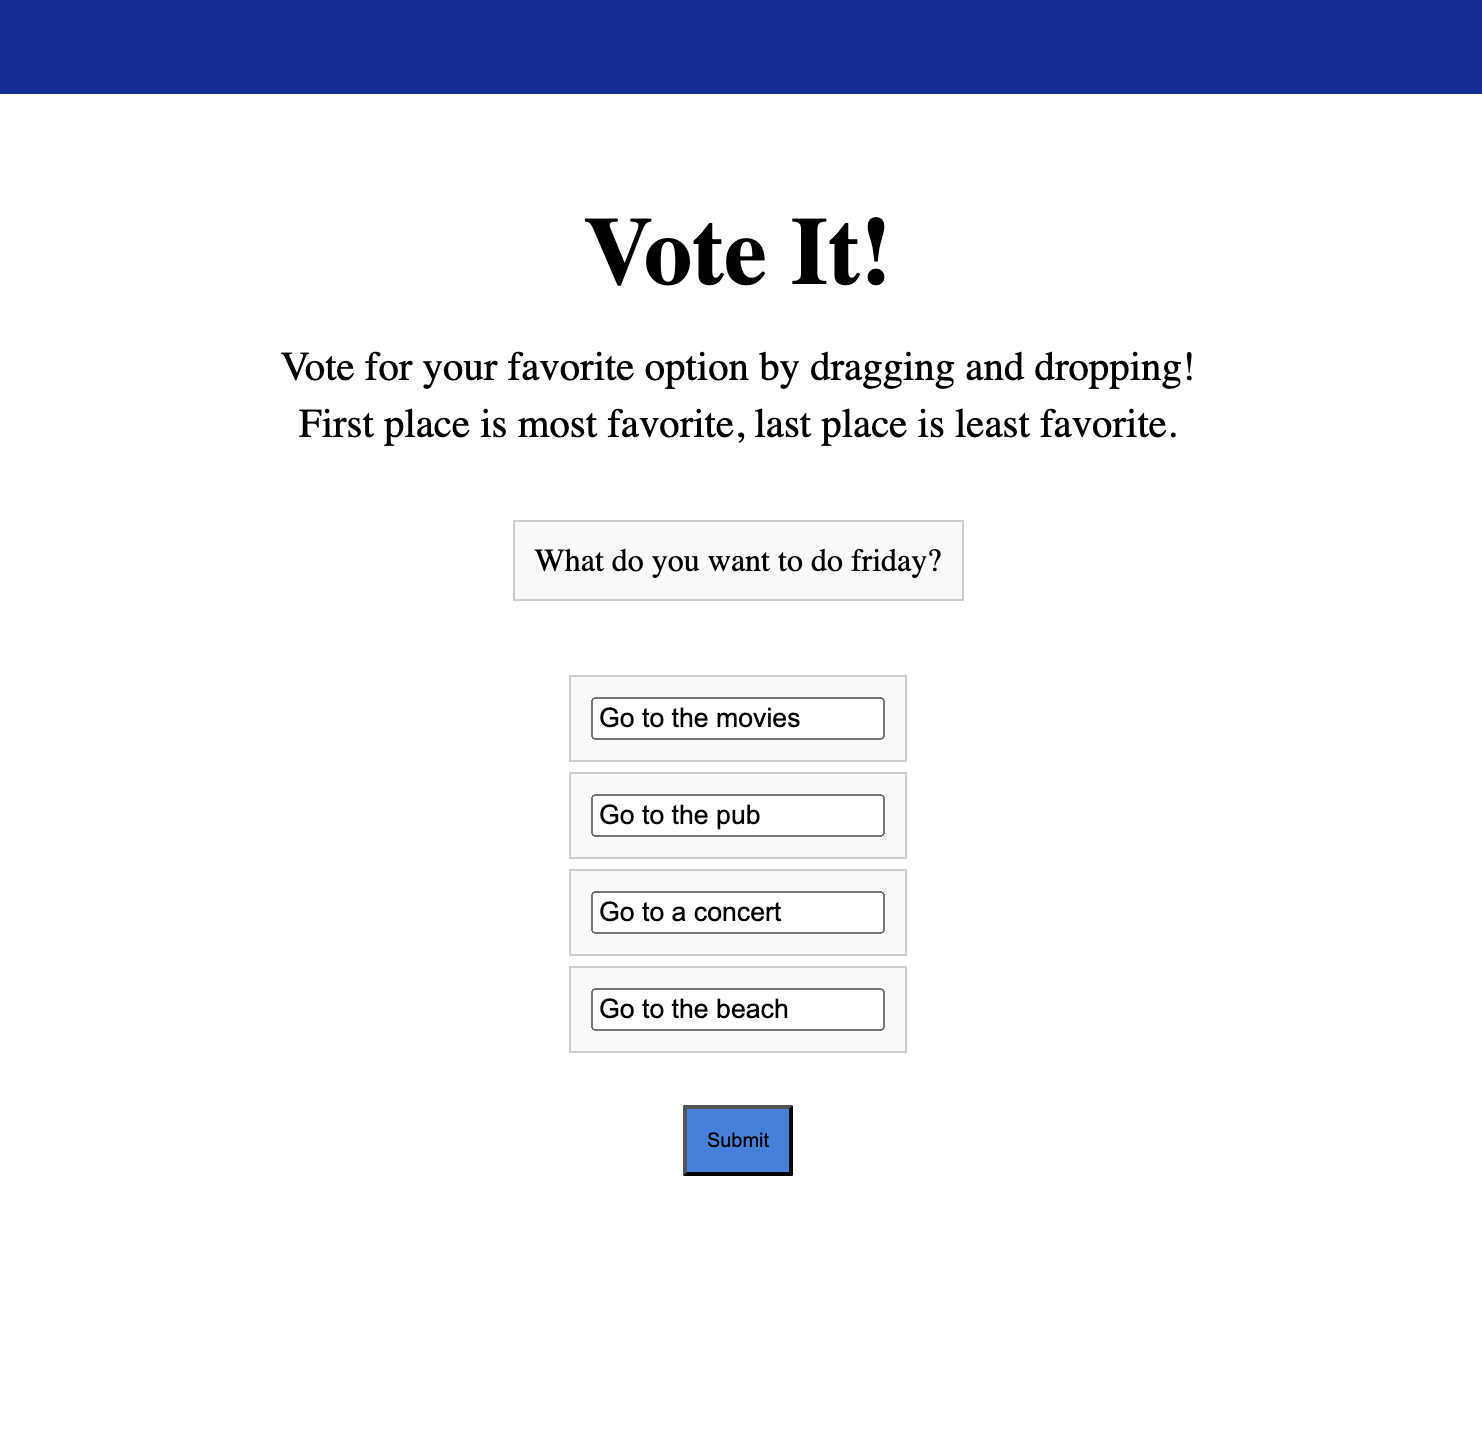 Vote It!
Vote for your favorite option by dragging and dropping!
First place is most favorite, last place is least favorite.
What do you want to do friday?
Go to the movies
Go to the pub
Go to a concert
Go to the beach
Submit